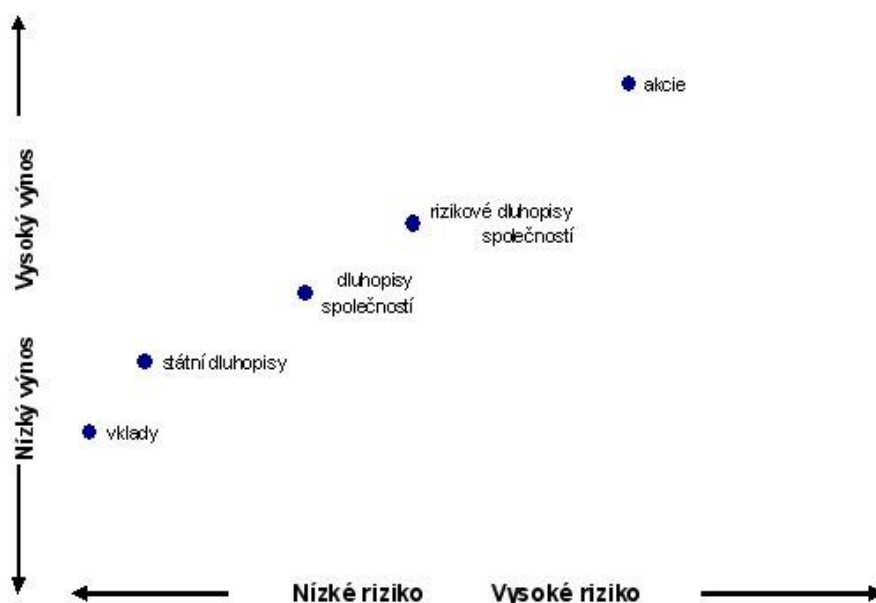 akcie
Vysoký výnos
rizikové dluhopisy
společností
dluhopisy
společností
Nízký výnos
státní dluhopisy
vklady
Nízké riziko
Vysoké riziko